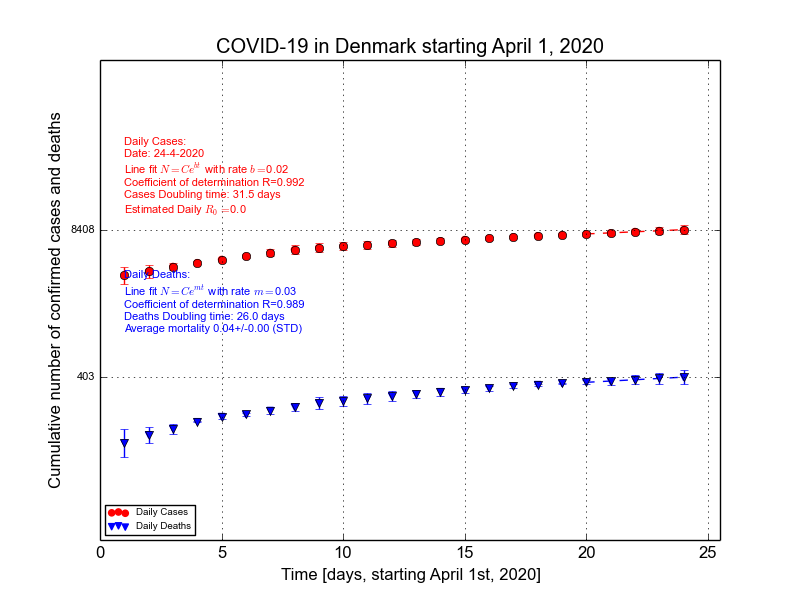 COVID-19 in Denmark starting April 1, 2020
Cumulative number of confirmed cases and deaths
Daily Cases:
Date: 24-4-2020
Line fit N=Ce^{bt} with rate b=0.02
Coefficient of determination R=0.992
Cases Doubling time: 31.5 days
Estimated Daily R_0=0.0
8408
Daily Deaths:
Line fit N=Ce^{mt} with rate m=0.03
Coefficient of determination R=0.989
Deaths Doubling time: 26.0 days
Average mortality 0.04+/-0.00 (STD)
403
Daily Cases
Daily Deaths
0 5 10 15 20 25
Time [days, starting April 1st, 2020]